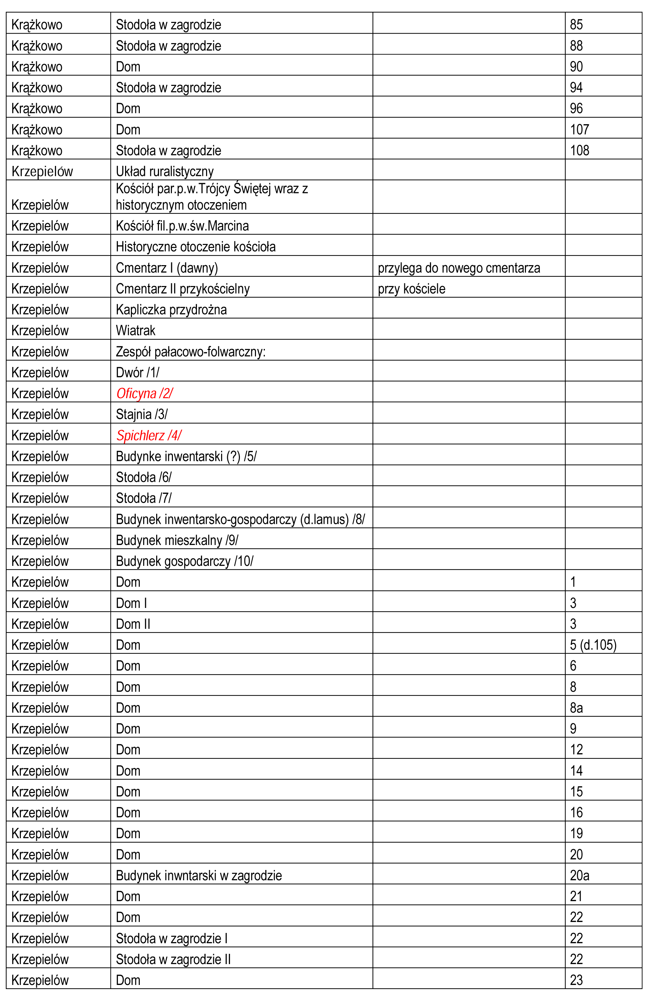 Krążkowo Stodoła w zagrodzie 85
Krążkowo Stodoła w zagrodzie 88
Krążkowo Dom 90
Krążkowo Stodoła w zagrodzie 94
Krążkowo Dom 96
Krążkowo Dom 107
Krążkowo Stodoła w zagrodzie 108
Krzepielów Układ ruralistyczny
Kościół par.p.w.Trójcy Świętej wraz z
Krzepielów historycznym otoczeniem
Krzepielów Kościół fil.p.w.św.Marcina
Krzepielów Historyczne otoczenie kościoła
Krzepielów Cmentarz I (dawny) przylega do nowego cmentarza
Krzepielów Cmentarz II przykościelny przy kościele
Krzepielów Kapliczka przydrożna
Krzepielów Wiatrak
Krzepielów Zespół pałacowo-folwarczny:
Krzepielów Dwór /1/
Krzepielów Oficyna /2/
Krzepielów Stajnia /3/
Krzepielów Spichlerz /4/
Krzepielów Budynke inwentarski (?) /5/
Krzepielów Stodoła /6/
Krzepielów Stodoła /7/
Krzepielów Budynek inwentarsko-gospodarczy (d.lamus) /8/
Krzepielów Budynek mieszkalny /9/
Krzepielów Budynek gospodarczy /10/
Krzepielów Dom 1
Krzepielów Dom I 3
Krzepielów Dom II 3
Krzepielów Dom 5 (d.105)
Krzepielów Dom 6
Krzepielów Dom 8
Krzepielów Dom 8a
Krzepielów Dom 9
Krzepielów Dom 12
Krzepielów Dom 14
Krzepielów Dom 15
Krzepielów Dom 16
Krzepielów Dom 19
Krzepielów Dom 20
Krzepielów Budynek inwntarski w zagrodzie 20a
Krzepielów Dom 21
Krzepielów Dom 22
Krzepielów Stodoła w zagrodzie I 22
Krzepielów Stodoła w zagrodzie II 22
Krzepielów Dom 23